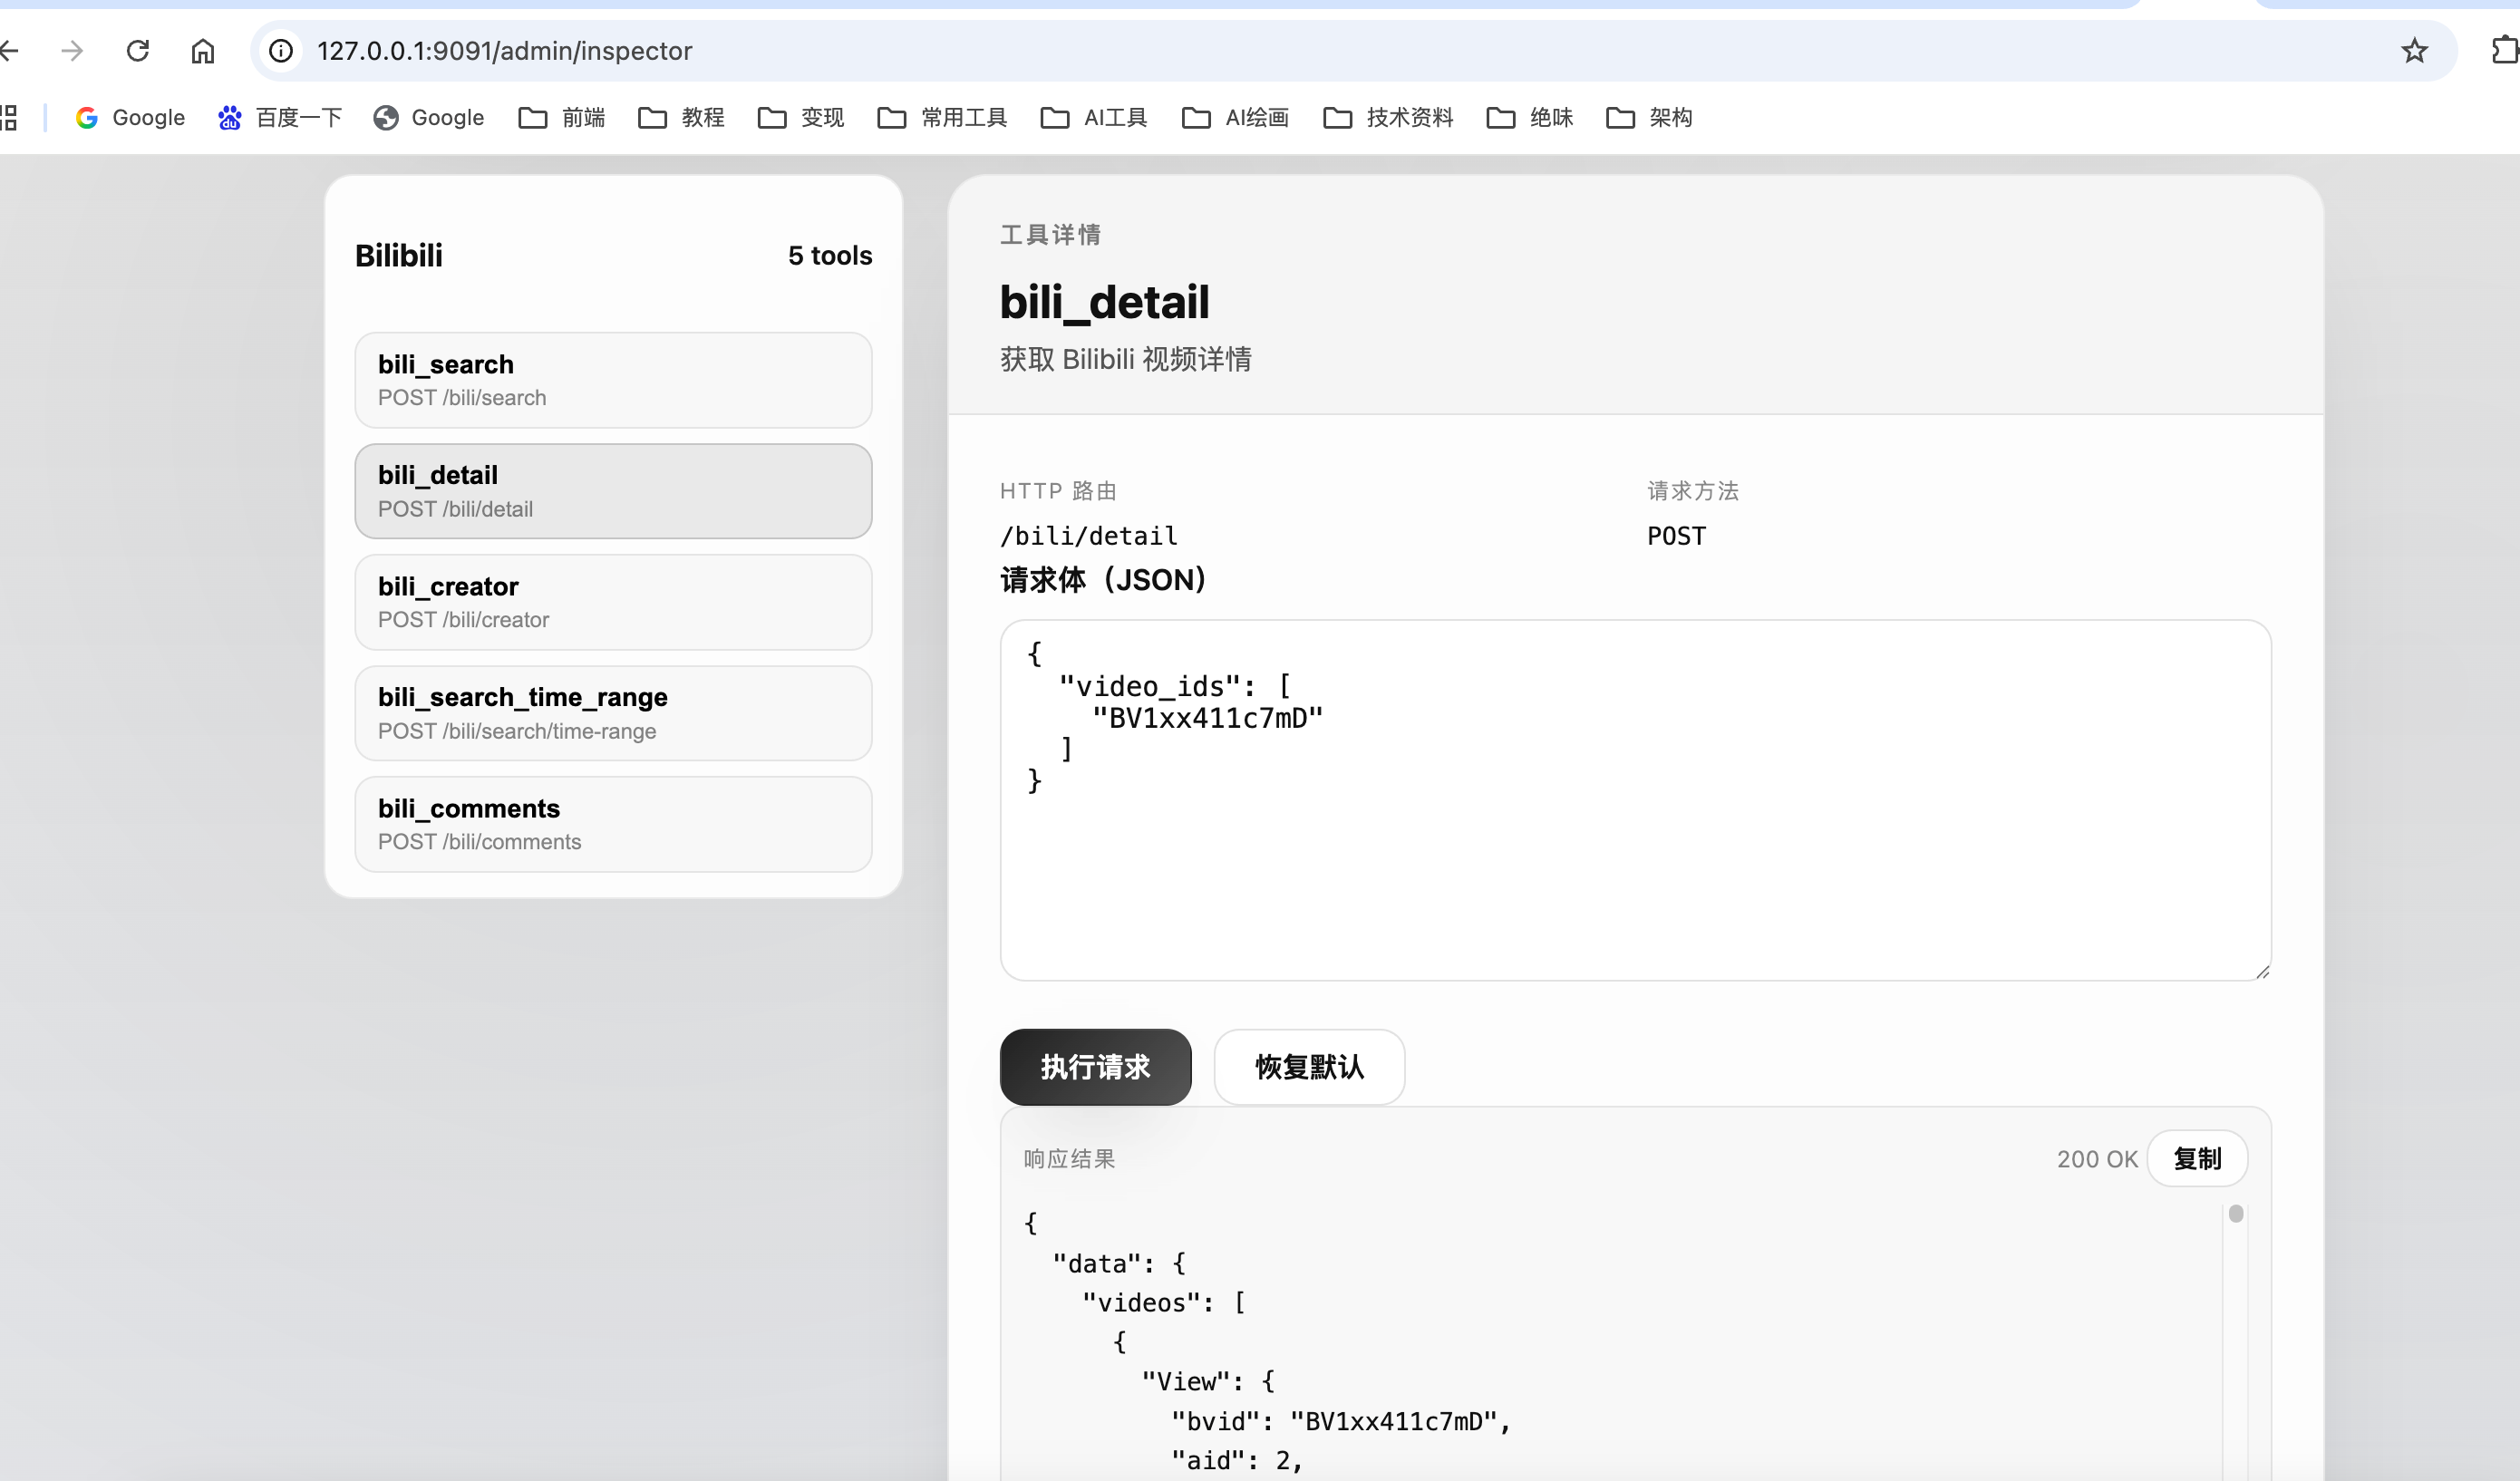 127.0.0.1:9091/admin/inspector
Google 百度一下 Google 前端 教程 变现 常用工具 AI工具 AI绘画 技术资料 绝味 架构
Bilibili 5 tools
bili_search
POST /bili/search
bili_detail
POST /bili/detail
bili_creator
POST /bili/creator
bili_search_time_range
POST /bili/search/time-range
bili_comments
POST /bili/comments
工具详情
bili_detail
获取 Bilibili 视频详情
HTTP 路由 请求方法
/bili/detail POST
请求体（JSON）
{
  "video_ids": [
    "BV1xx411c7mD"
  ]
}
执行请求 恢复默认
响应结果 200 OK 复制
{
  "data": {
    "videos": [
      {
        "View": {
          "bvid": "BV1xx411c7mD",
          "aid": 2,